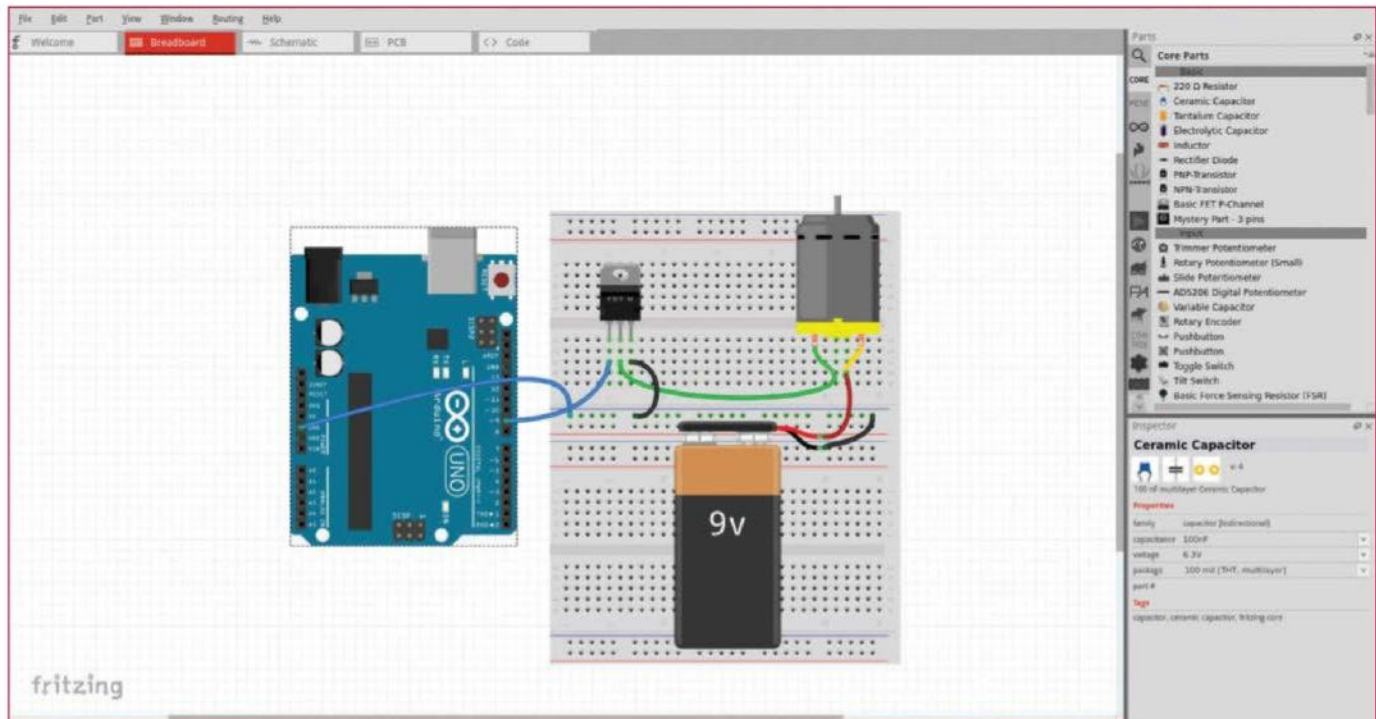 File Edit Part View Window Routing Help
Welcome Breadboard Schematic PCB Code
Parts
Core Parts
CORE
Basic
220 Ω Resistor
Ceramic Capacitor
Tantalum Capacitor
Electrolytic Capacitor
Inductor
Rectifier Diode
PNP-Transistor
NPN-Transistor
Basic FET P-Channel
Mystery Part - 3 pins
Input
Trimmer Potentiometer
Rotary Potentiometer (Small)
Slide Potentiometer
AD5206 Digital Potentiometer
Variable Capacitor
Rotary Encoder
Pushbutton
Pushbutton
Toggle Switch
Tilt Switch
Basic Force Sensing Resistor (FSR)
RESET
ICSP2
Arduino
UNO
ICSP
9v
Inspector
Ceramic Capacitor
v.4
100 nf multilayer Ceramic Capacitor
Properties
family capacitor [bidirectional]
capacitance 100nF
voltage 6.3V
package 100 mil [THT, multilayer]
part #
Tags
capacitor, ceramic capacitor, fritzing core
fritzing